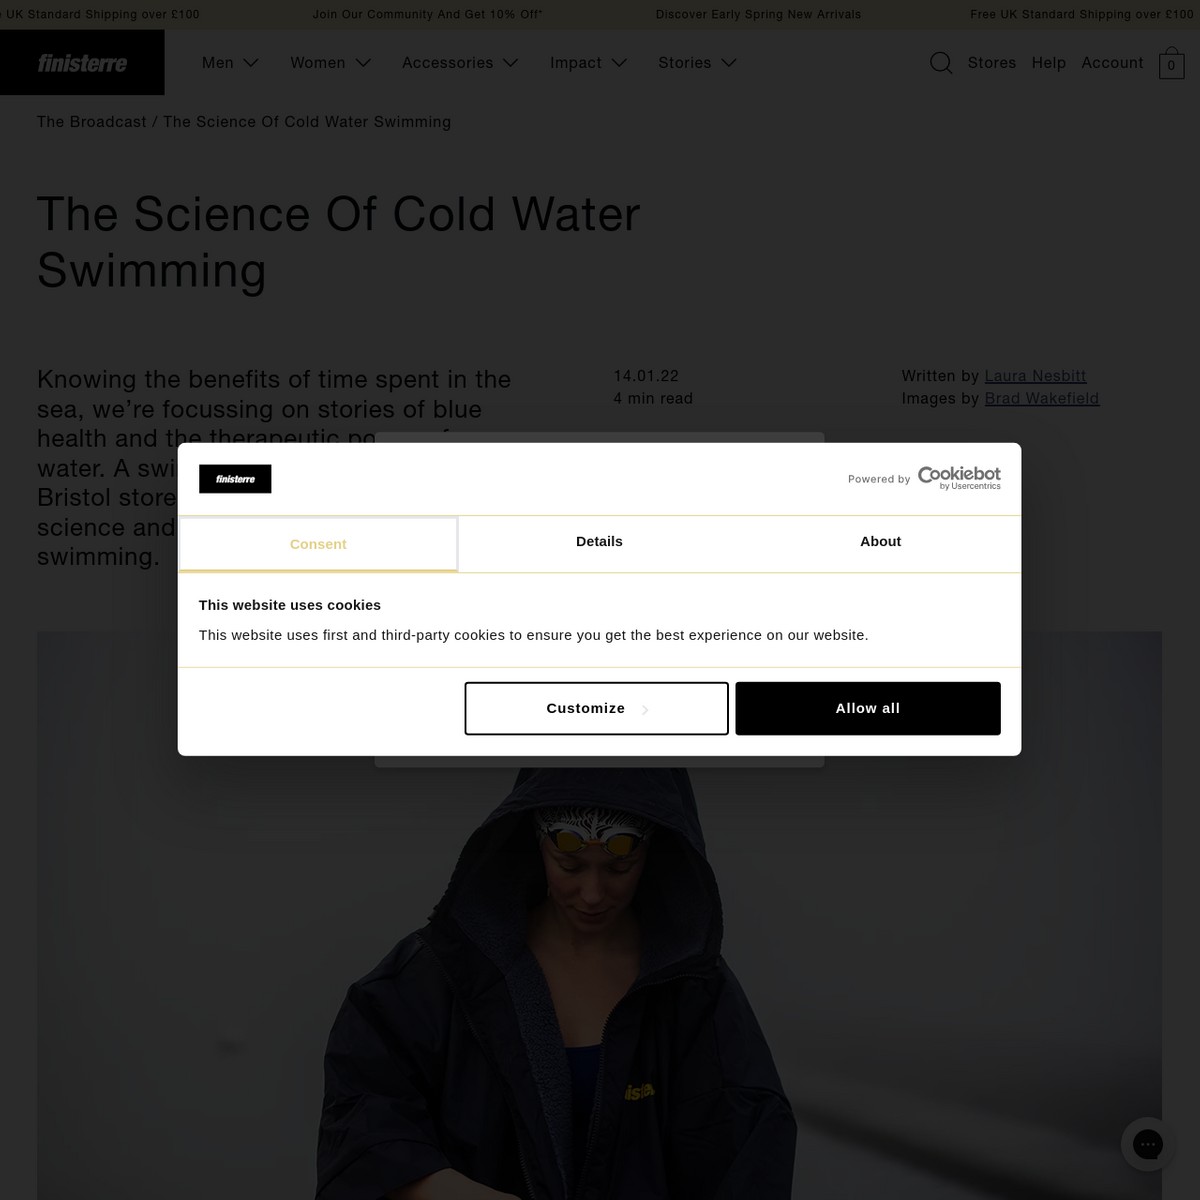 UK Standard Shipping over £100
Join Our Community And Get 10% Off*
Discover Early Spring New Arrivals
Free UK Standard Shipping over £100
finisterre
Men
Women
Accessories
Impact
Stories
Stores
Help
Account
0
The Broadcast / The Science Of Cold Water Swimming
The Science Of Cold Water
Swimming
Knowing the benefits of time spent in the
sea, we’re focussing on stories of blue
health and the therapeutic
water. A
Bristol store
science and
swimming.
14.01.22
4 min read
Written by Laura Nesbitt
Images by Brad Wakefield
finisterre
Powered by Cookiebot
by Usercentrics
Consent
Details
About
This website uses cookies
This website uses first and third-party cookies to ensure you get the best experience on our website.
Customize
Allow all